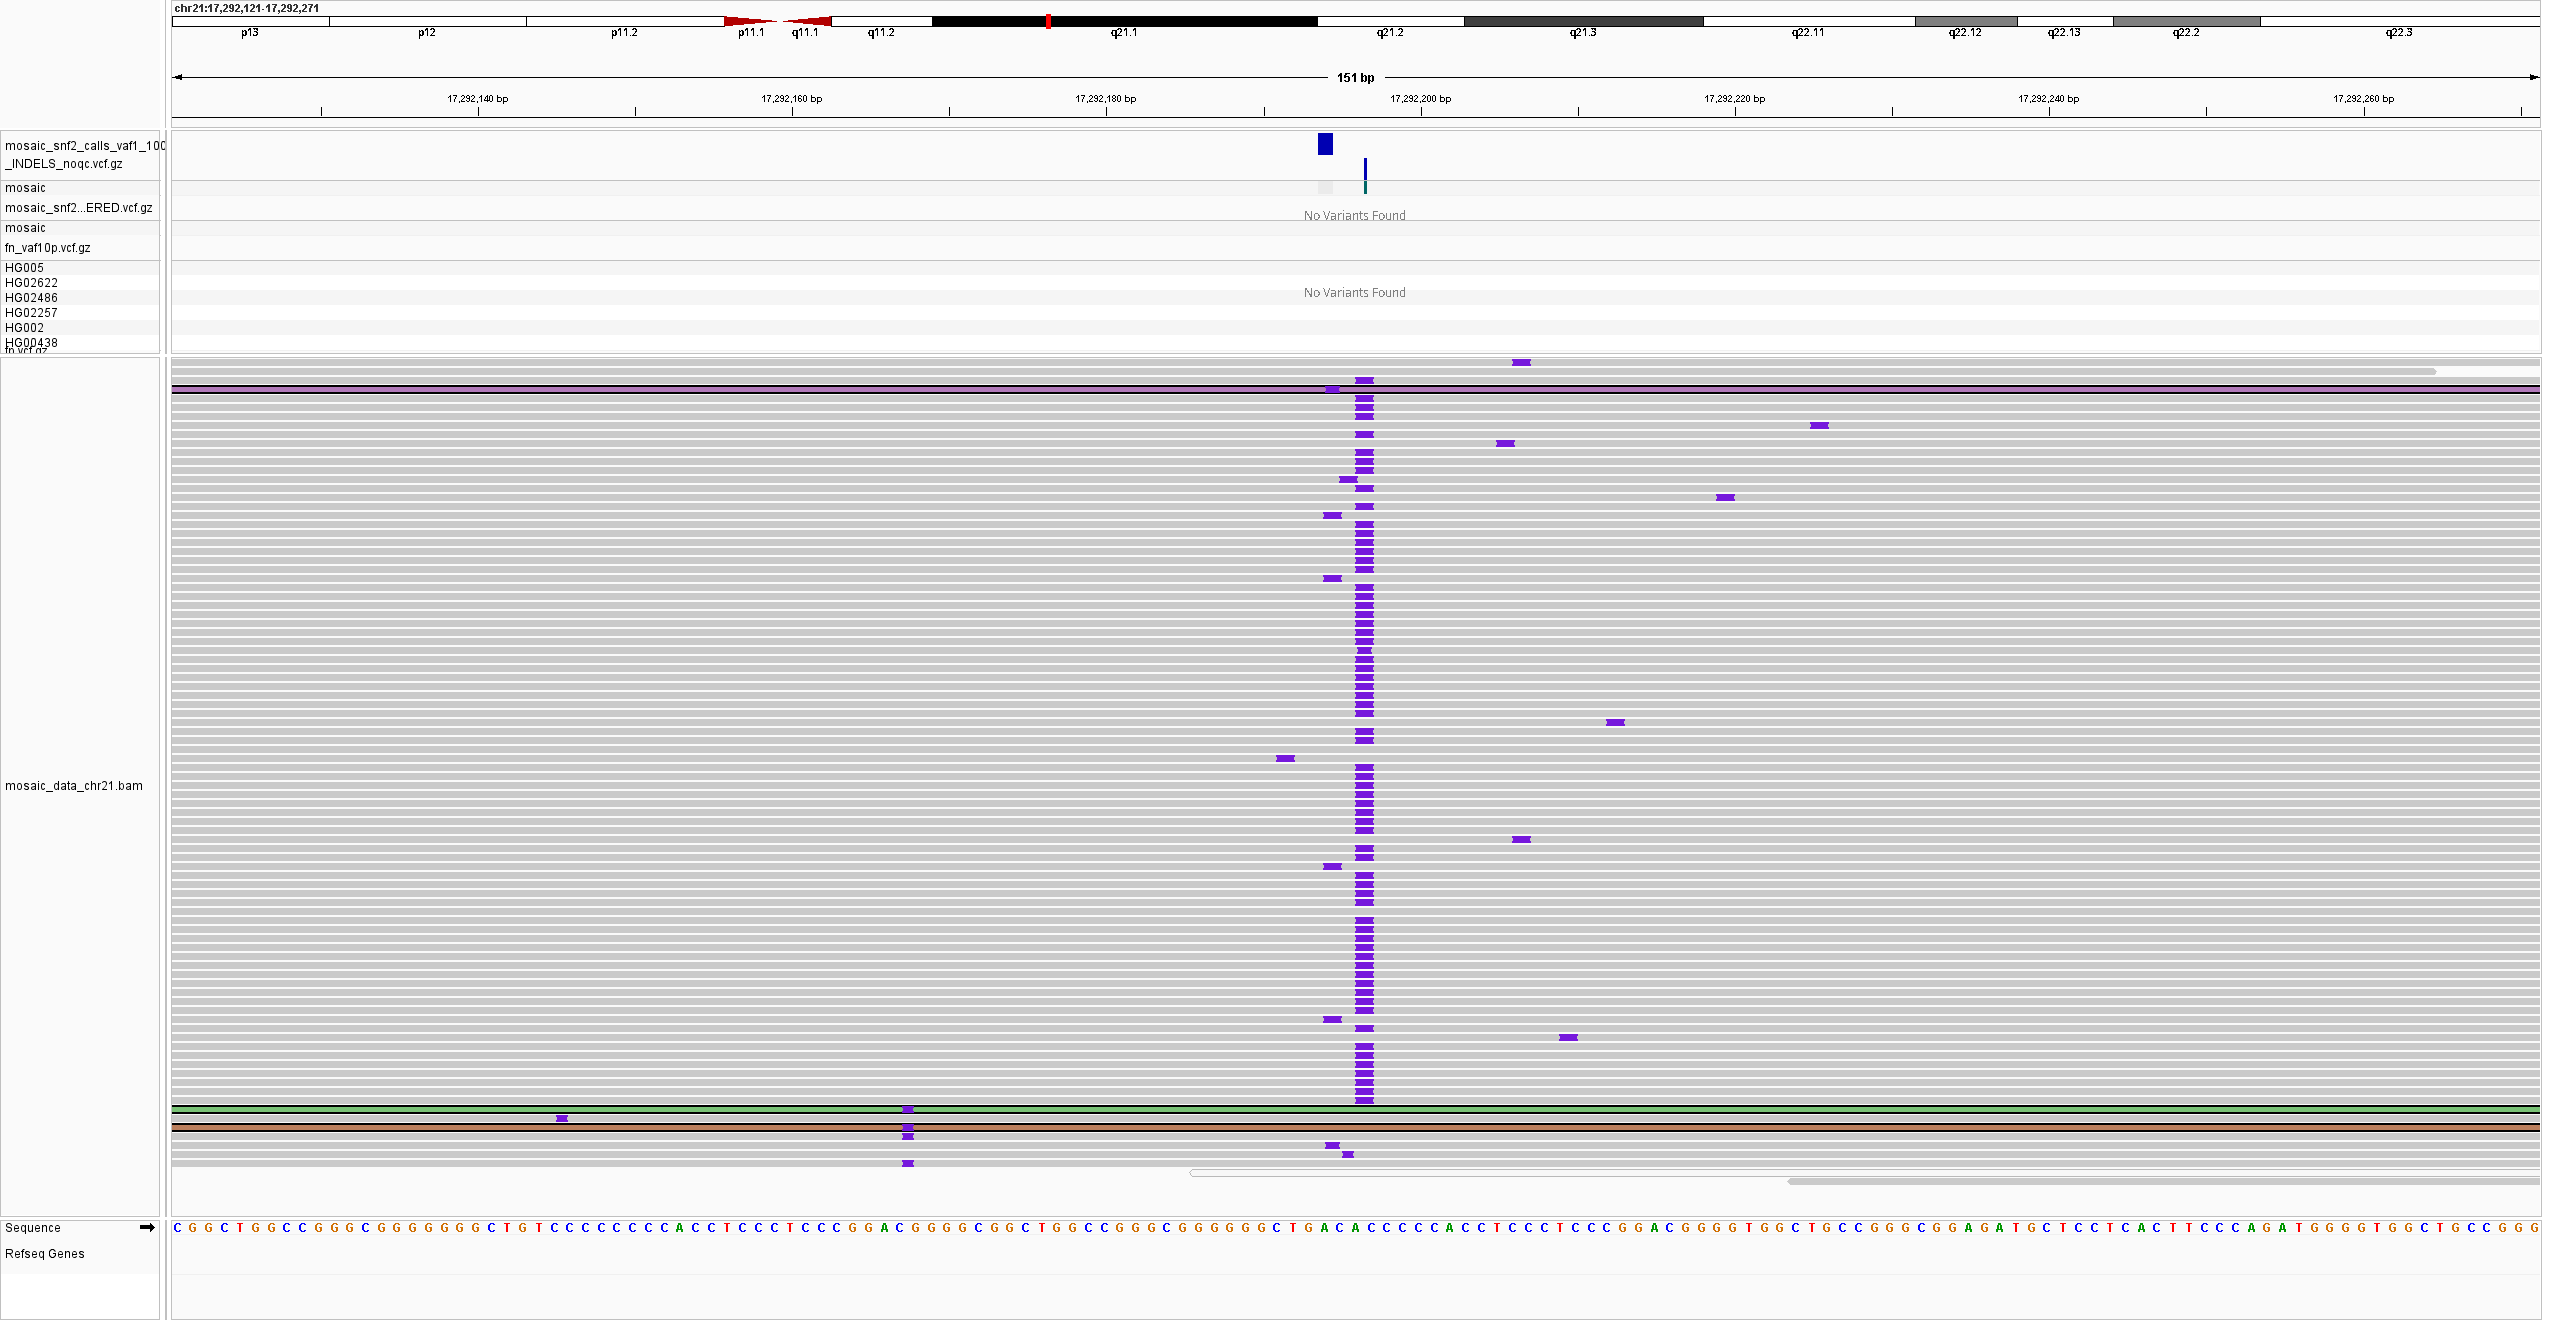 chr21:17,292,121-17,292,271
p13 p12 p11.2 p11.1 q11.1 q11.2 q21.1 q21.2 q21.3 q22.11 q22.12 q22.13 q22.2 q22.3
151 bp
17,292,140 bp 17,292,160 bp 17,292,180 bp 17,292,200 bp 17,292,220 bp 17,292,240 bp 17,292,260 bp
mosaic_snf2_calls_vaf1_100
_INDELS_noqc.vcf.gz
mosaic
mosaic_snf2...ERED.vcf.gz
No Variants Found
mosaic
fn_vaf10p.vcf.gz
HG005
HG02622
HG02486
No Variants Found
HG02257
HG002
HG00438
fp.vcf.gz
mosaic_data_chr21.bam
Sequence C G G C T G G C C G G G C G G G G G G G C T G T C C C C C C C C A C C T C C C T C C C G G A C G G G G C G G C T G G C C G G G C G G G G G G C T G A C A C C C C C A C C T C C C T C C C G G A C G G G G T G G C T G C C G G G C G G A G A T G C T C C T C A C T T C C C A G A T G G G G T G G C T G C C G G G
Refseq Genes